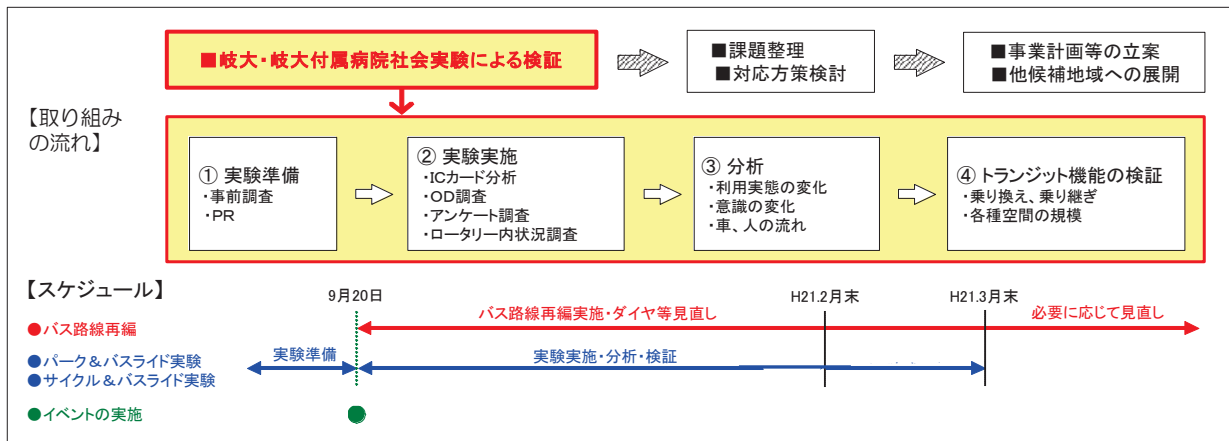 ■岐大・岐大付属病院社会実験による検証
■課題整理
■対応方策検討
■事業計画等の立案
■他候補地域への展開
【取り組み
の流れ】
① 実験準備
・事前調査
・PR
② 実験実施
・ICカード分析
・OD調査
・アンケート調査
・ロータリー内状況調査
③ 分析
・利用実態の変化
・意識の変化
・車、人の流れ
④ トランジット機能の検証
・乗り換え、乗り継ぎ
・各種空間の規模
【スケジュール】
9月20日
H21.2月末
H21.3月末
●バス路線再編
バス路線再編実施・ダイヤ等見直し
必要に応じて見直し
●パーク&バスライド実験
●サイクル&バスライド実験
実験準備
実験実施・分析・検証
●イベントの実施